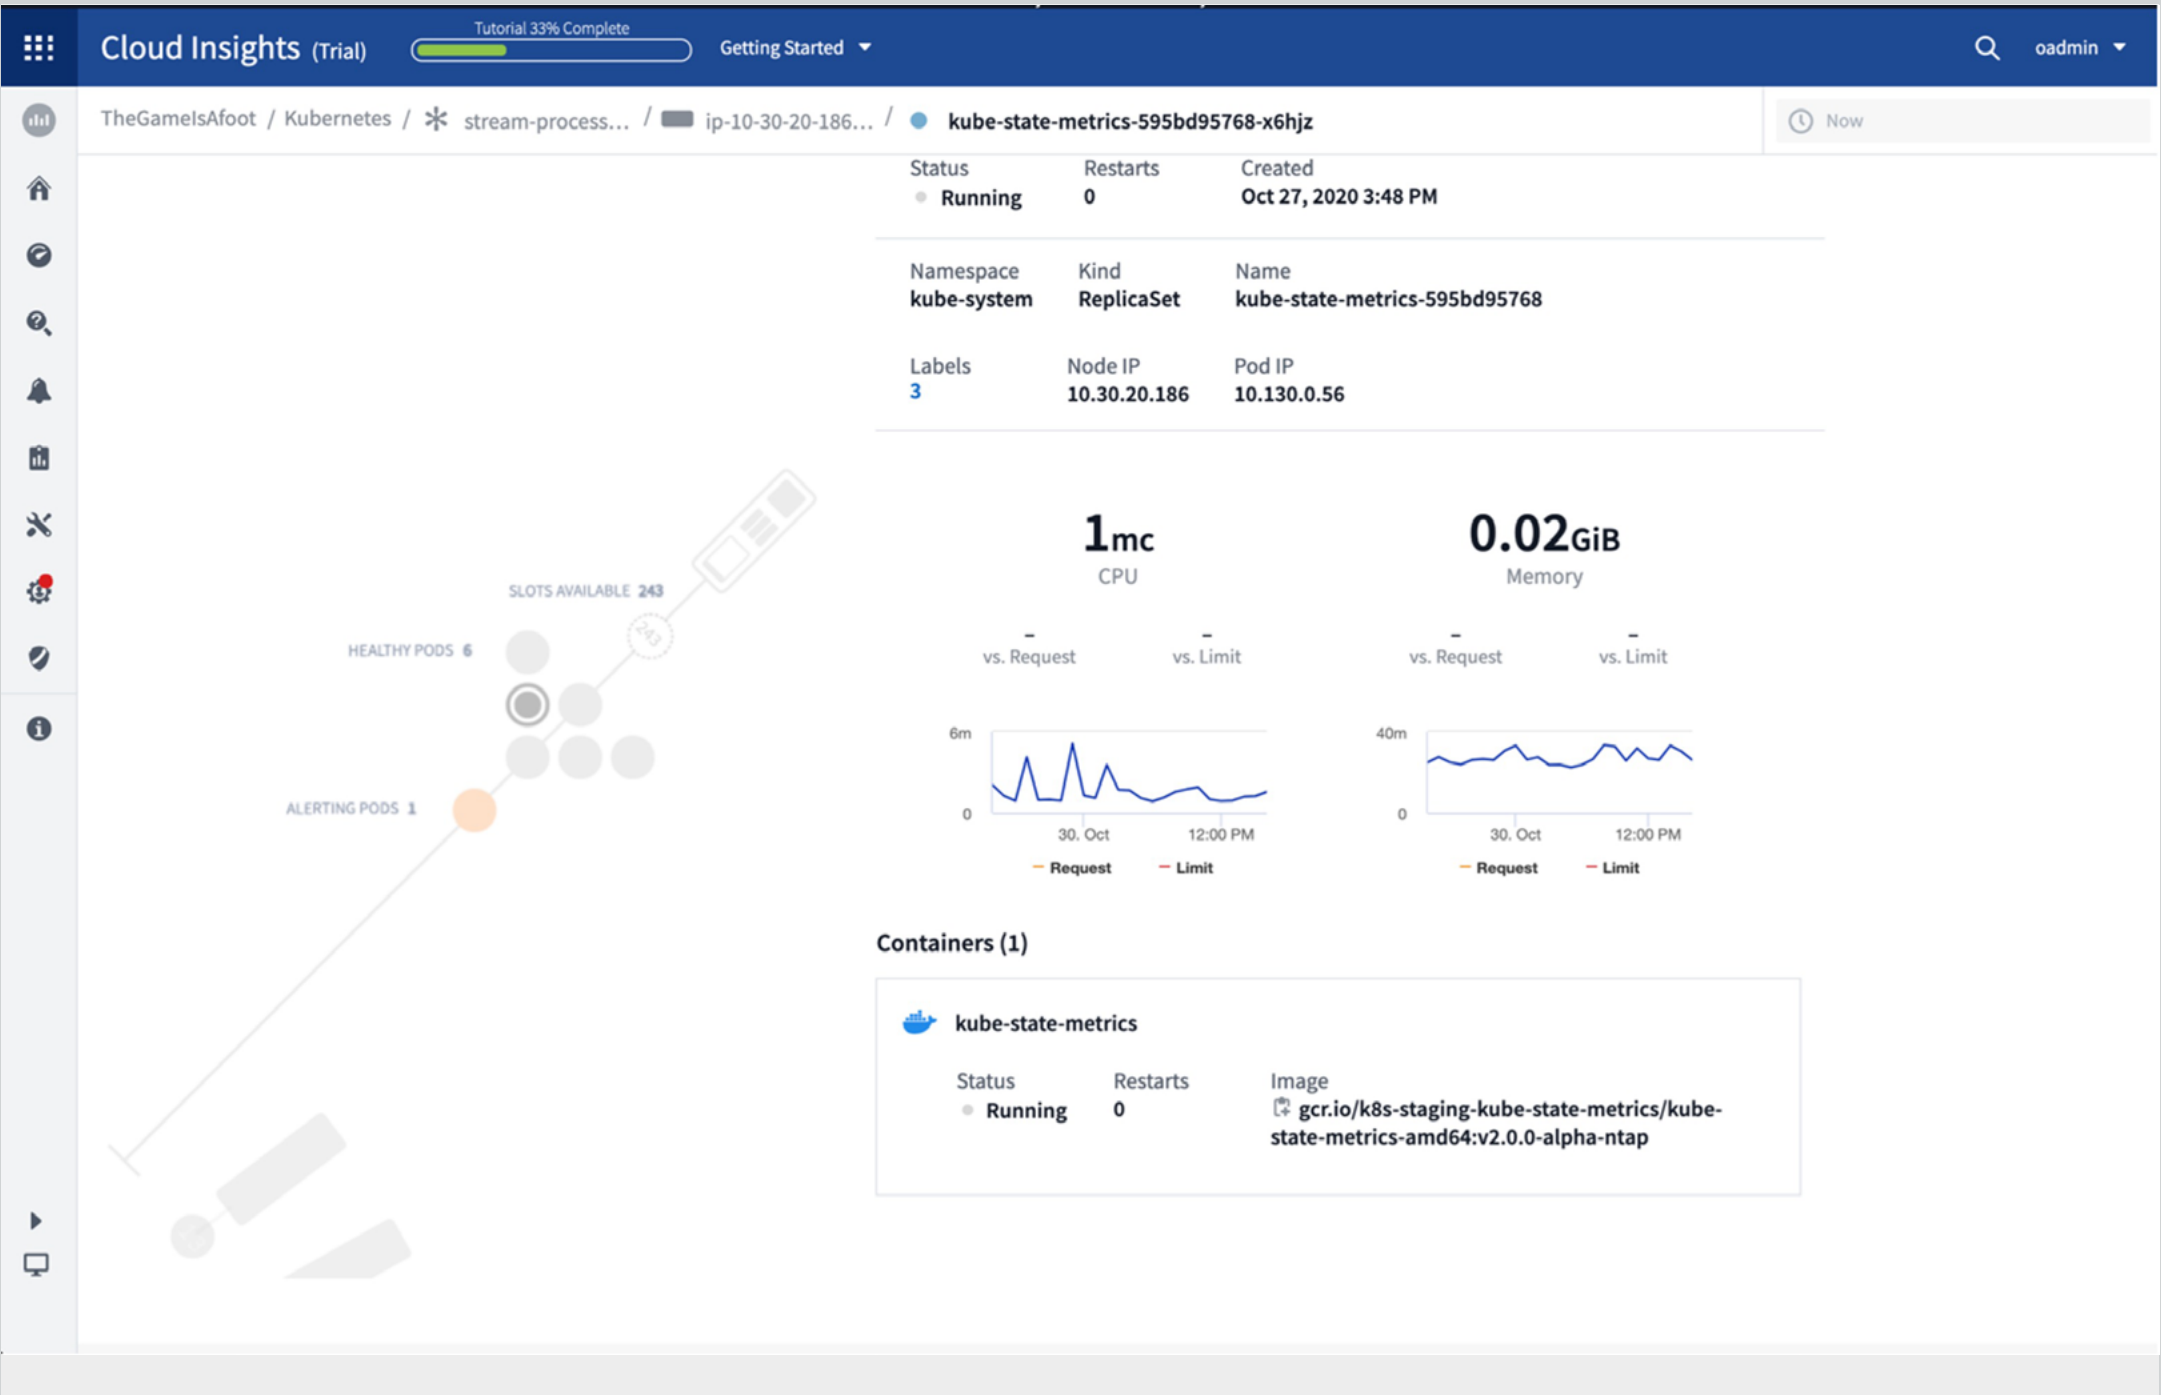 Tutorial 33% Complete
Cloud Insights (Trial)
Getting Started
oadmin
TheGameIsAfoot / Kubernetes / stream-process... / ip-10-30-20-186... / kube-state-metrics-595bd95768-x6hjz
Now
Status Restarts Created
Running 0 Oct 27, 2020 3:48 PM
Namespace Kind Name
kube-system ReplicaSet kube-state-metrics-595bd95768
Labels Node IP Pod IP
3 10.30.20.186 10.130.0.56
SLOTS AVAILABLE 243
243
HEALTHY PODS 6
ALERTING PODS 1
1mc
CPU
- -
vs. Request vs. Limit
6m
0
30. Oct 12:00 PM
Request Limit
0.02GiB
Memory
- -
vs. Request vs. Limit
40m
0
30. Oct 12:00 PM
Request Limit
Containers (1)
kube-state-metrics
Status Restarts Image
Running 0 gcr.io/k8s-staging-kube-state-metrics/kube-
state-metrics-amd64:v2.0.0-alpha-ntap